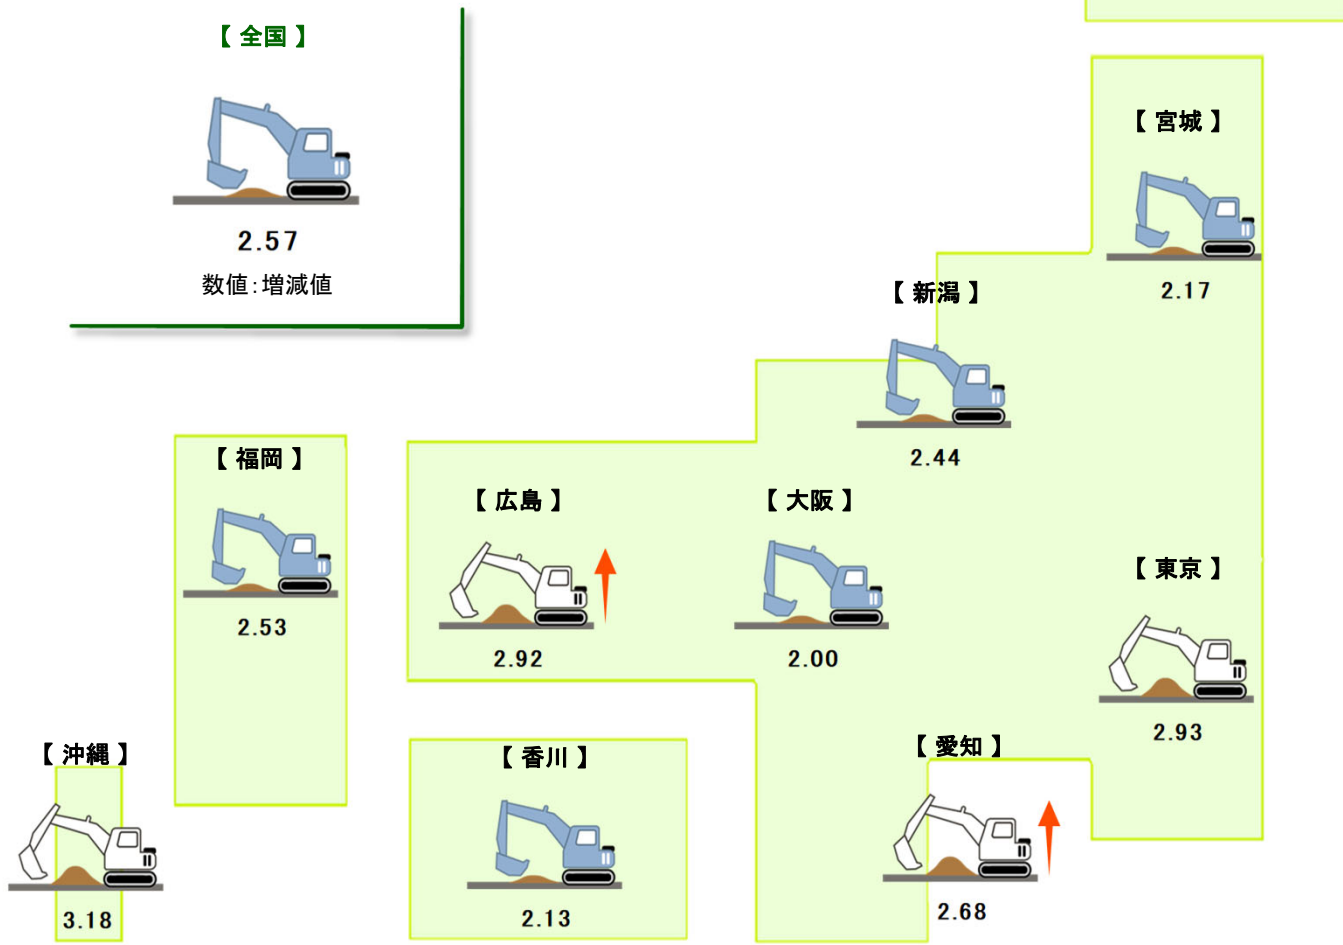 【 全国 】
2.57
数値：増減値
【 宮城 】
2.17
【 新潟 】
2.44
【 福岡 】
2.53
【 広島 】
2.92
【 大阪 】
2.00
【 東京 】
2.93
【 沖縄 】
3.18
【 香川 】
2.13
【 愛知 】
2.68